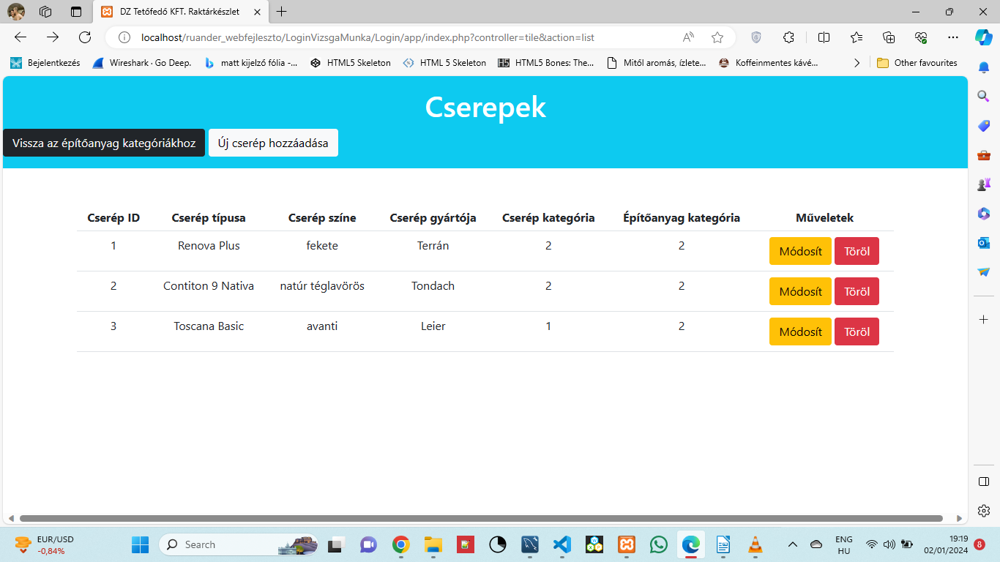 DZ Tetőfedő KFT. Raktárkészlet
localhost/ruander_webfejleszto/LoginVizsgaMunka/Login/app/index.php?controller=tile&action=list
Bejelentkezés Wireshark · Go Deep. matt kijelző fólia -... HTML5 Skeleton HTML 5 Skeleton HTML5 Bones: The... Mitől aromás, ízlete... Koffeinmentes kávé... Other favourites
Cserepek
Vissza az építőanyag kategóriákhoz Új cserép hozzáadása
Cserép ID Cserép típusa Cserép színe Cserép gyártója Cserép kategória Építőanyag kategória Műveletek
1 Renova Plus fekete Terrán 2 2 Módosít Töröl
2 Contiton 9 Nativa natúr téglavörös Tondach 2 2 Módosít Töröl
3 Toscana Basic avanti Leier 1 2 Módosít Töröl
EUR/USD
-0,84%
Search
ENG
HU
19:19
02/01/2024
8